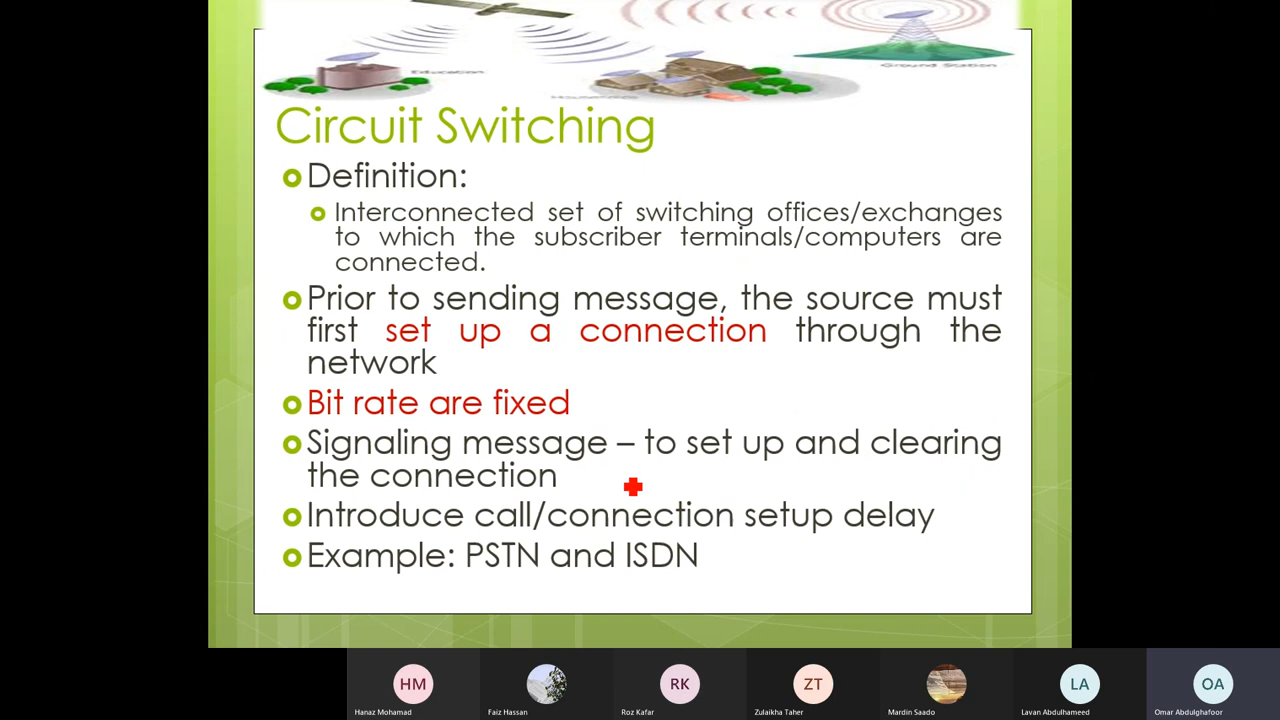 Education
Ground Station
Circuit Switching
Definition:
Interconnected set of switching offices/exchanges
to which the subscriber terminals/computers are
connected.
Prior to sending message, the source must
first set up a connection through the
network
Bit rate are fixed
Signaling message – to set up and clearing
the connection
Introduce call/connection setup delay
Example: PSTN and ISDN
HM
RK
ZT
LA
OA
Hanaz Mohamad
Faiz Hassan
Roz Kafar
Zulaikha Taher
Mardin Saado
Lavan Abdulhameed
Omar Abdulghafoor